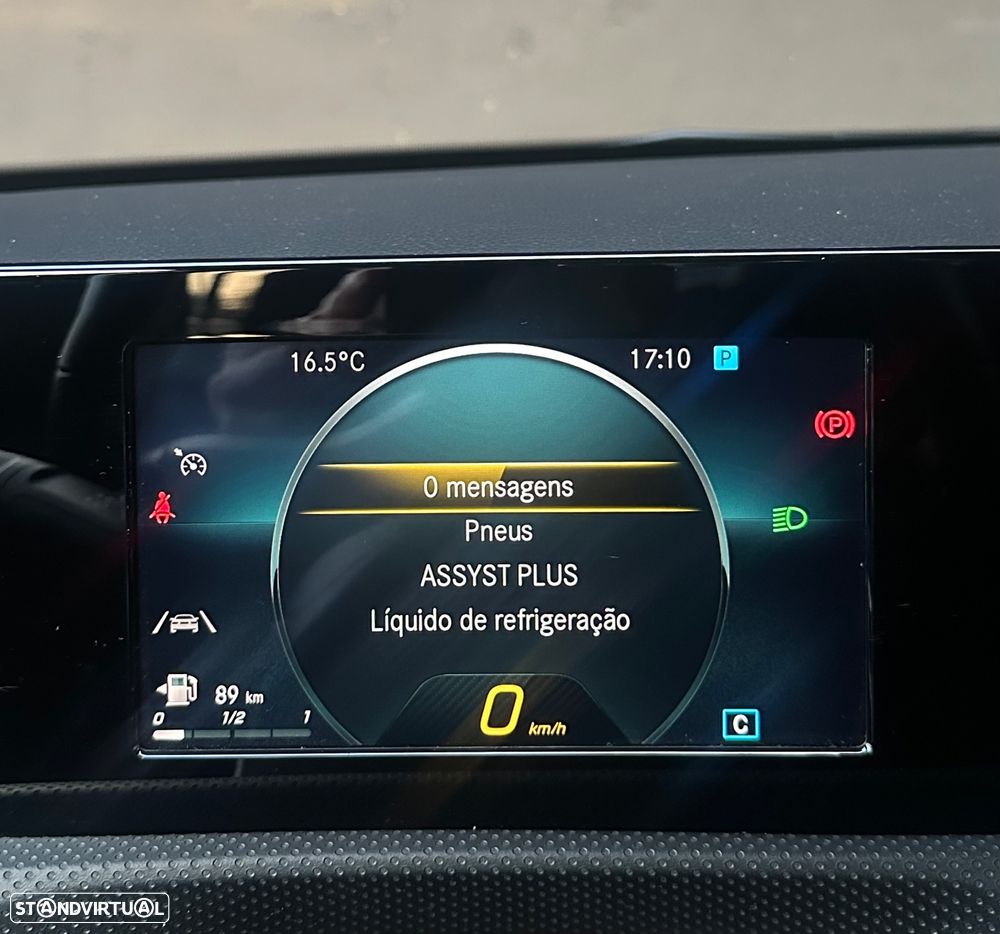 16.5°C
17:10 P
P
0 mensagens
Pneus
ASSYST PLUS
Líquido de refrigeração
89 km
0 1/2 1
0 km/h
C
STANDVIRTUAL